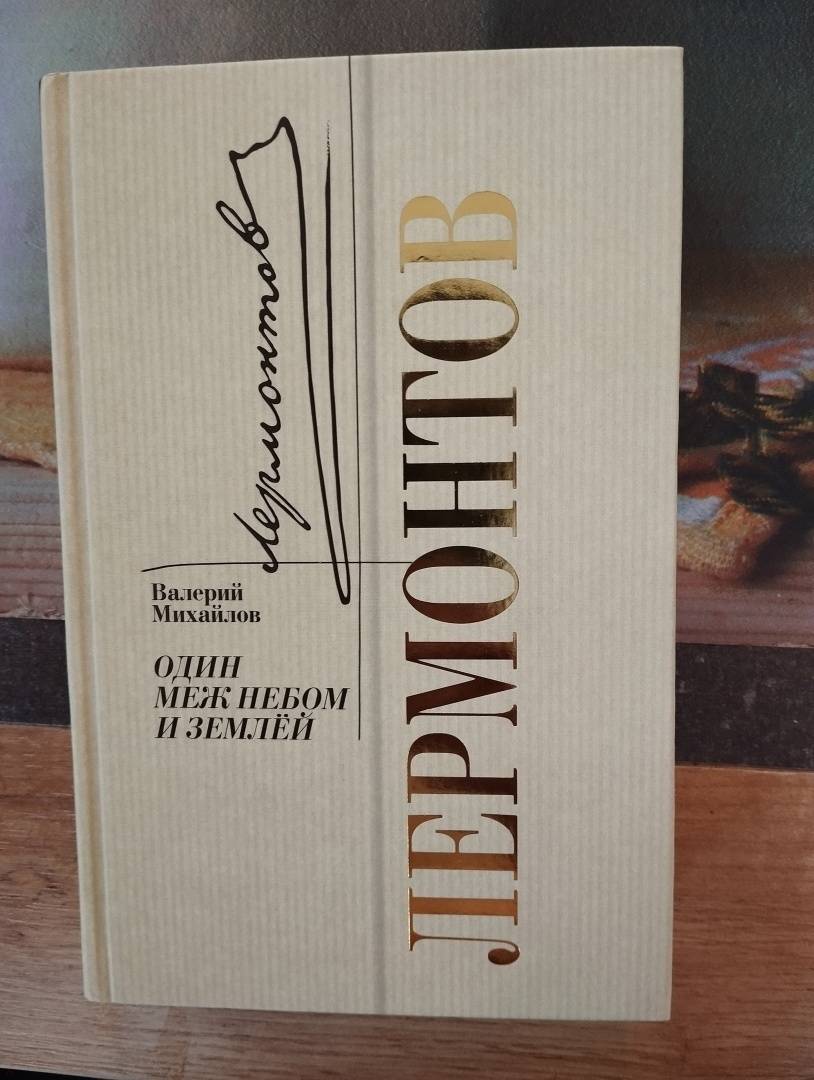 Лермонтов
Валерий
Михайлов
ОДИН
МЕЖ НЕБОМ
И ЗЕМЛЁЙ
ЛЕРМОНТОВ